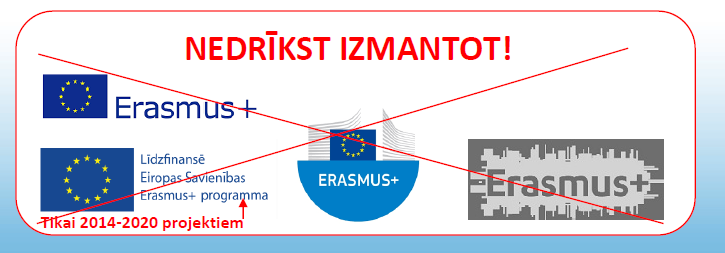 NEDRĪKST IZMANTOT!
Erasmus+
Līdzfinansē
Eiropas Savienības
Erasmus+ programma
Tikai 2014-2020 projektiem
ERASMUS+
Erasmus+